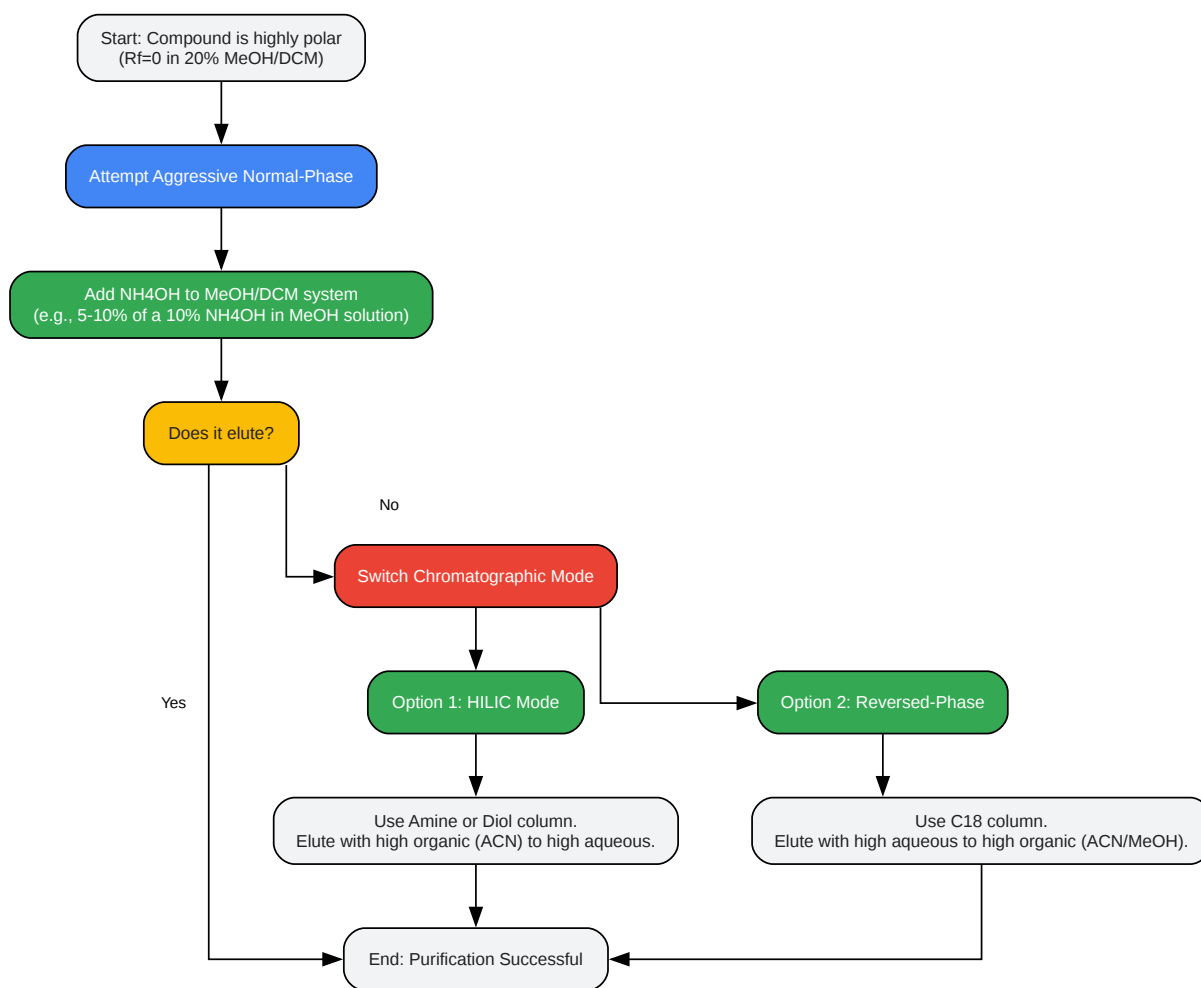 Start: Compound is highly polar
(Rf=0 in 20% MeOH/DCM)
Attempt Aggressive Normal-Phase
Add NH4OH to MeOH/DCM system
(e.g., 5-10% of a 10% NH4OH in MeOH solution)
Does it elute?
No
Switch Chromatographic Mode
Yes
Option 1: HILIC Mode
Option 2: Reversed-Phase
Use Amine or Diol column.
Elute with high organic (ACN) to high aqueous.
Use C18 column.
Elute with high aqueous to high organic (ACN/MeOH).
End: Purification Successful